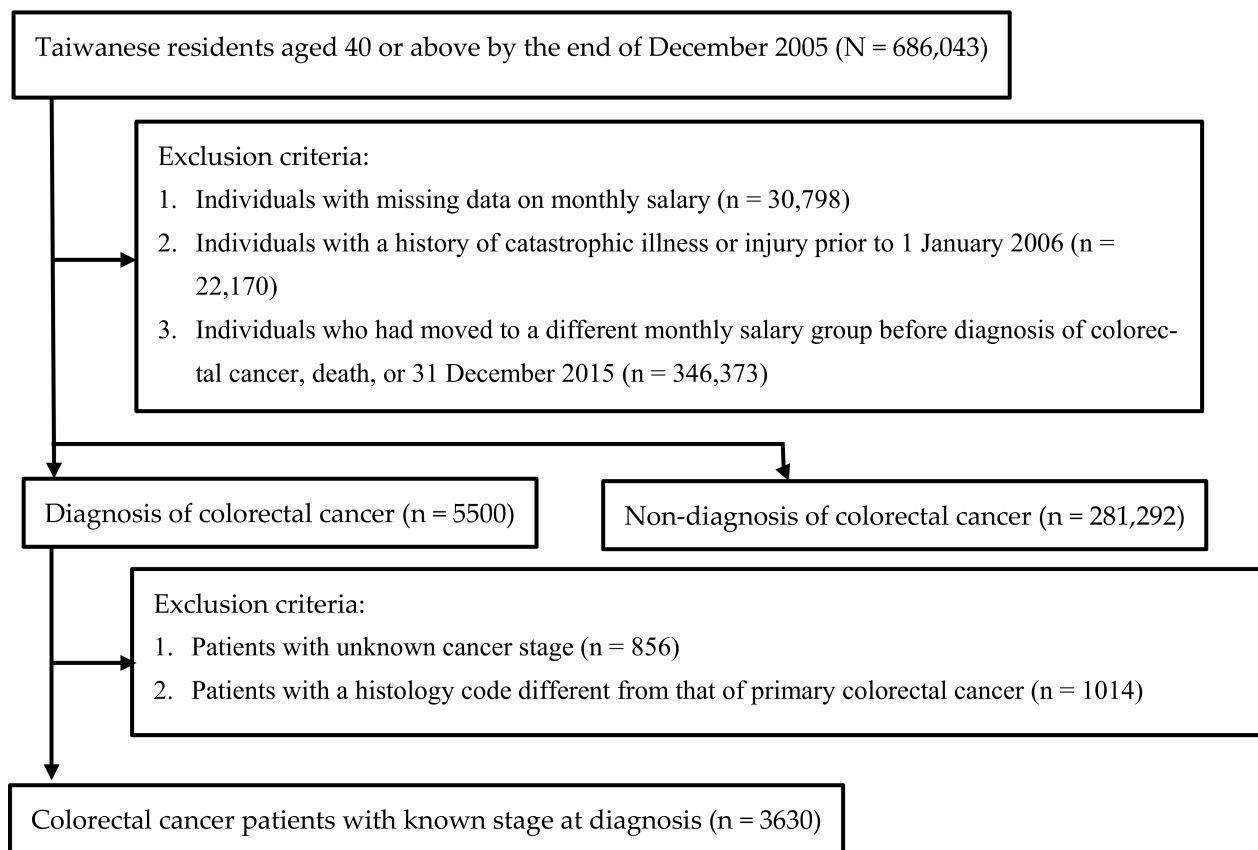 Taiwanese residents aged 40 or above by the end of December 2005 (N = 686,043)
Exclusion criteria:
1. Individuals with missing data on monthly salary (n = 30,798)
2. Individuals with a history of catastrophic illness or injury prior to 1 January 2006 (n =
22,170)
3. Individuals who had moved to a different monthly salary group before diagnosis of colorec-
tal cancer, death, or 31 December 2015 (n = 346,373)
Diagnosis of colorectal cancer (n = 5500)
Non-diagnosis of colorectal cancer (n = 281,292)
Exclusion criteria:
1. Patients with unknown cancer stage (n = 856)
2. Patients with a histology code different from that of primary colorectal cancer (n = 1014)
Colorectal cancer patients with known stage at diagnosis (n = 3630)